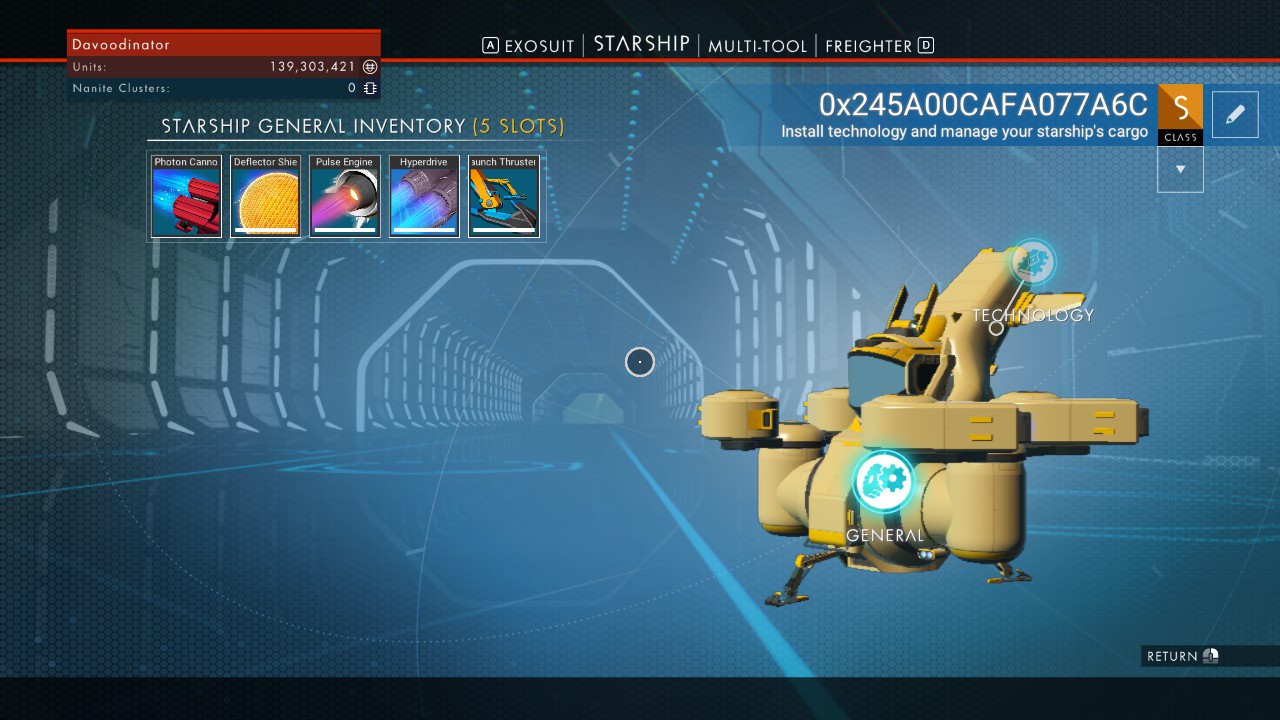 Davoodinator
Units: 139,303,421
Nanite Clusters: 0
A EXOSUIT STARSHIP MULTI-TOOL FREIGHTER D
STARSHIP GENERAL INVENTORY (5 SLOTS)
0x245A00CAFA077A6C
Install technology and manage your starship's cargo
S
CLASS
Photon Canno Deflector Shie Pulse Engine Hyperdrive aunch Thruster
TECHNOLOGY
GENERAL
RETURN